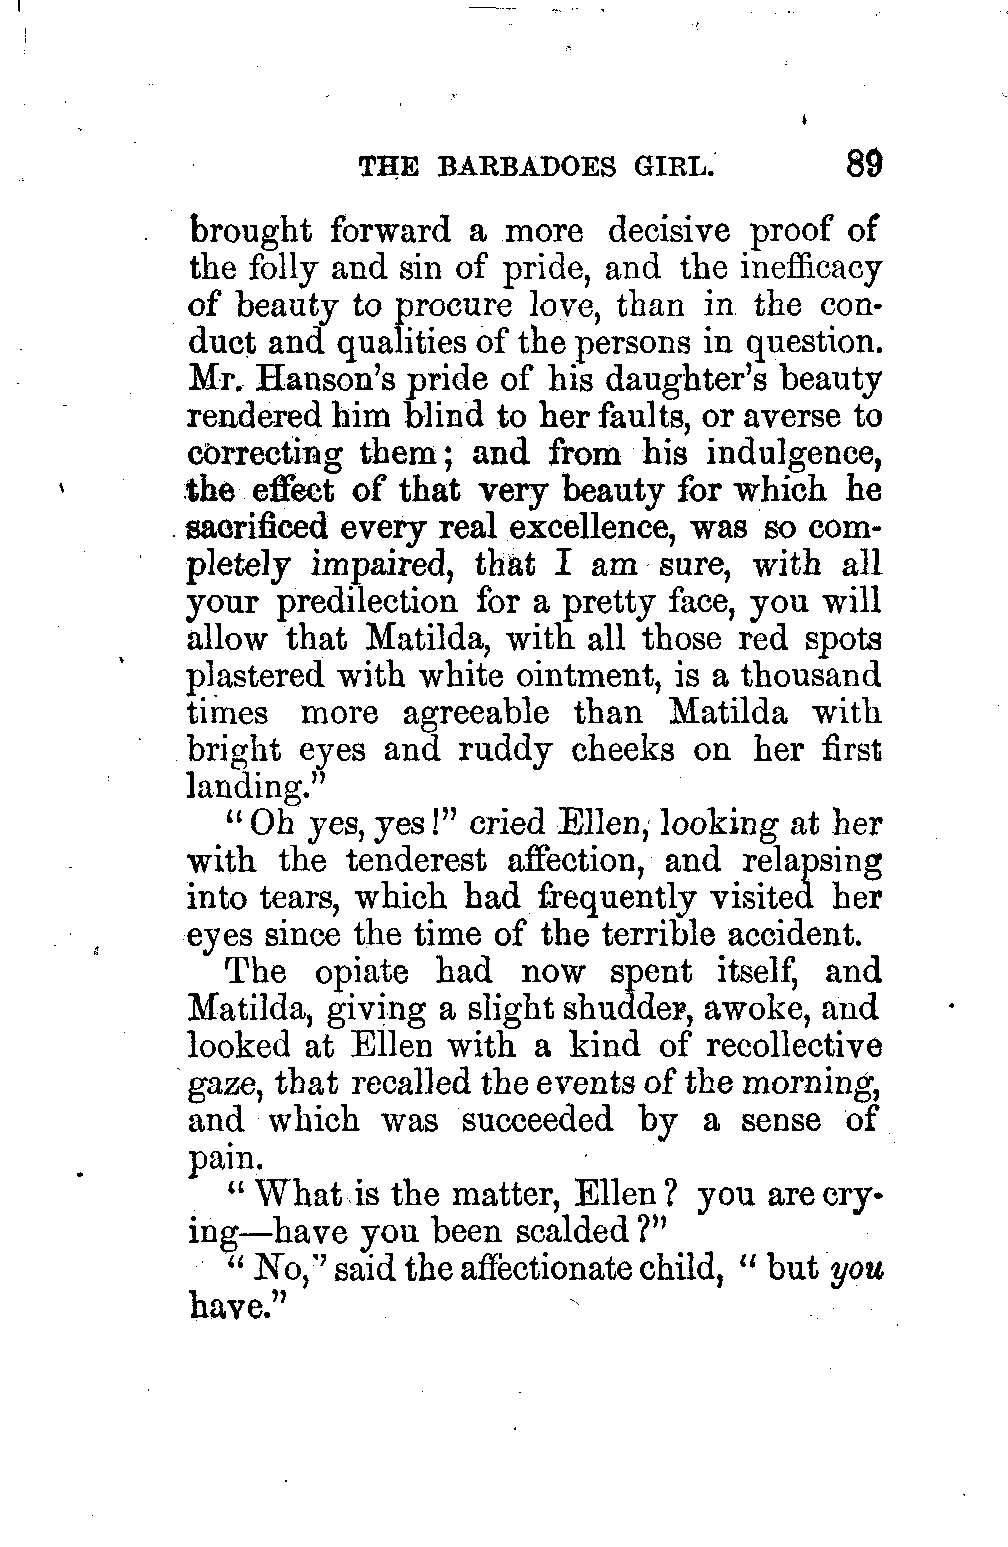 THE BARBADOES GIRL. 89
brought forward a more decisive proof of
the folly and sin of pride, and the inefficacy
of beauty to procure love, than in the con-
duct and qualities of the persons in question.
Mr. Hanson's pride of his daughter's beauty
rendered him blind to her faults, or averse to
correcting them; and from his indulgence,
the effect of that very beauty for which he
sacrificed every real excellence, was so com-
pletely impaired, that I am sure, with all
your predilection for a pretty face, you will
allow that Matilda, with all those red spots
plastered with white ointment, is a thousand
times more agreeable than Matilda with
bright eyes and ruddy cheeks on her first
landing."
"Oh yes, yes!" cried Ellen, looking at her
with the tenderest affection, and relapsing
into tears, which had frequently visited her
eyes since the time of the terrible accident.
The opiate had now spent itself, and
Matilda, giving a slight shudder, awoke, and
looked at Ellen with a kind of recollective
gaze, that recalled the events of the morning,
and which was succeeded by a sense of
pain.
"What is the matter, Ellen? you are cry-
ing—have you been scalded?"
"No," said the affectionate child, "but you
have."